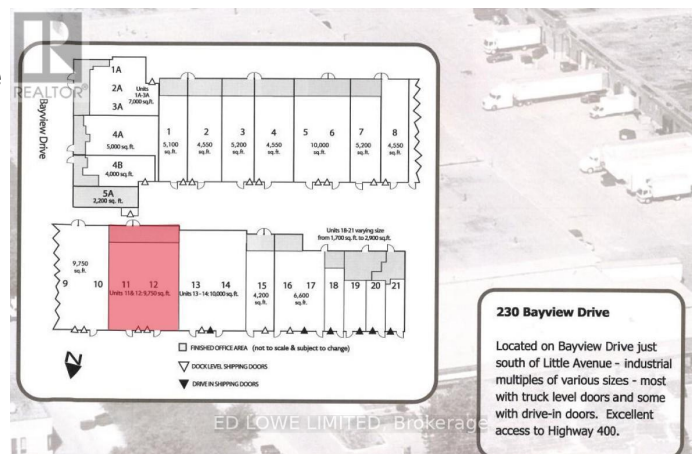 REALTOR®
Bayview Drive
1A
2A
3A
Units
1A-3A
7,000 sq.ft.
4A
5,000 sq. ft.
4B
4,000 sq. ft.
5A
2,200 sq. ft.
1
5,100
sq. ft.
2
4,550
sq. ft.
3
5,200
sq. ft.
4
4,550
sq. ft.
5 6
10,000
sq. ft.
7
5,200
sq. ft.
8
4,550
sq. ft.
9,750
sq. ft.
9 10
11 12
Units 11& 12: 9,750 sq. ft.
13 14
Units 13 - 14: 10,000 sq. ft.
15
4,200
sq. ft.
16 17
6,600
sq. ft.
18
19
20
21
Units 18-21 varying size
from 1,700 sq. ft. to 2,900 sq.ft.
FINISHED OFFICE AREA (not to scale & subject to change)
DOCK LEVEL SHIPPING DOORS
DRIVE IN SHIPPING DOORS
N
230 Bayview Drive
Located on Bayview Drive just
south of Little Avenue - industrial
multiples of various sizes - most
with truck level doors and some
with drive-in doors. Excellent
access to Highway 400.
ED LOWE LIMITED, Brokerage